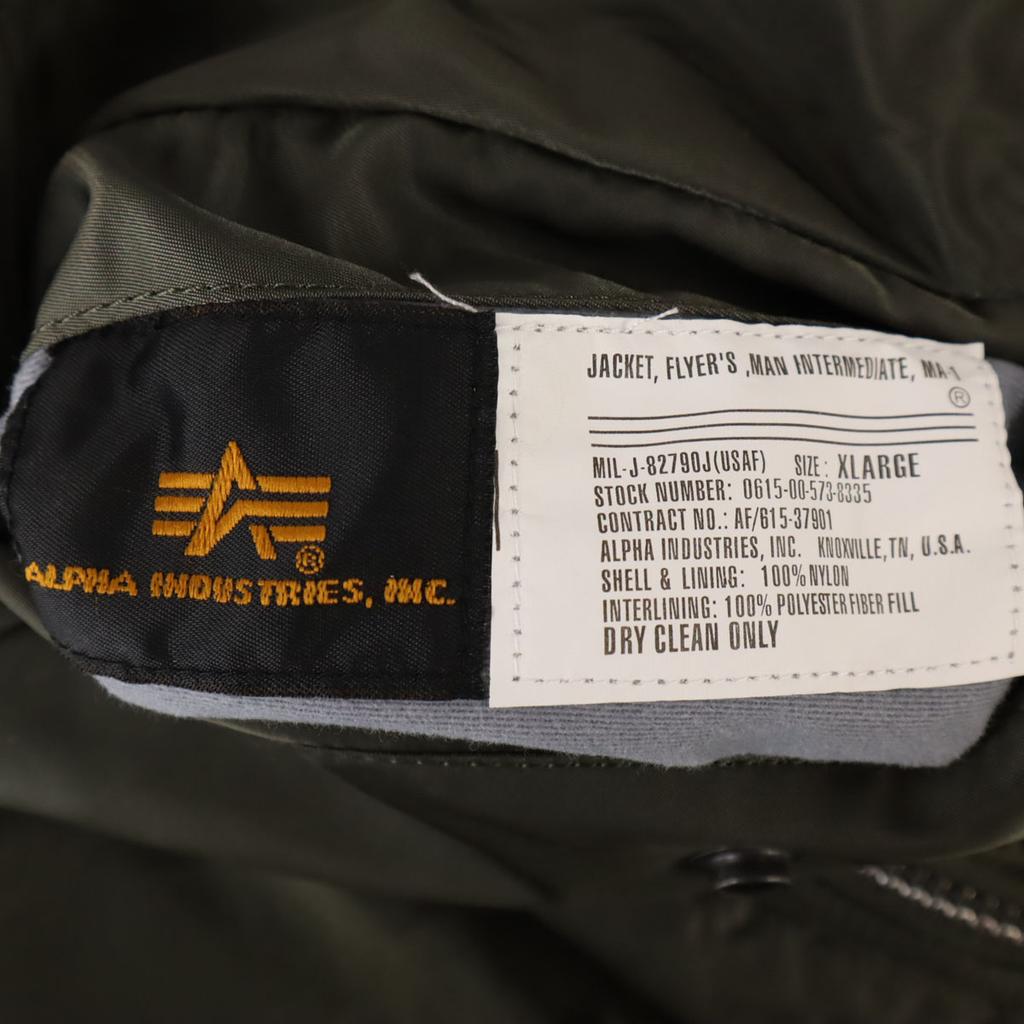 ALPHA INDUSTRIES, INC.
®
JACKET, FLYER'S ,MAN INTERMEDIATE, MA-1
®
MIL-J-82790J(USAF) SIZE: XLARGE
STOCK NUMBER: 0615-00-573-8335
CONTRACT NO.: AF/615-37901
ALPHA INDUSTRIES, INC. KNOXVILLE, TN, U.S.A.
SHELL & LINING: 100% NYLON
INTERLINING: 100% POLYESTER FIBER FILL
DRY CLEAN ONLY